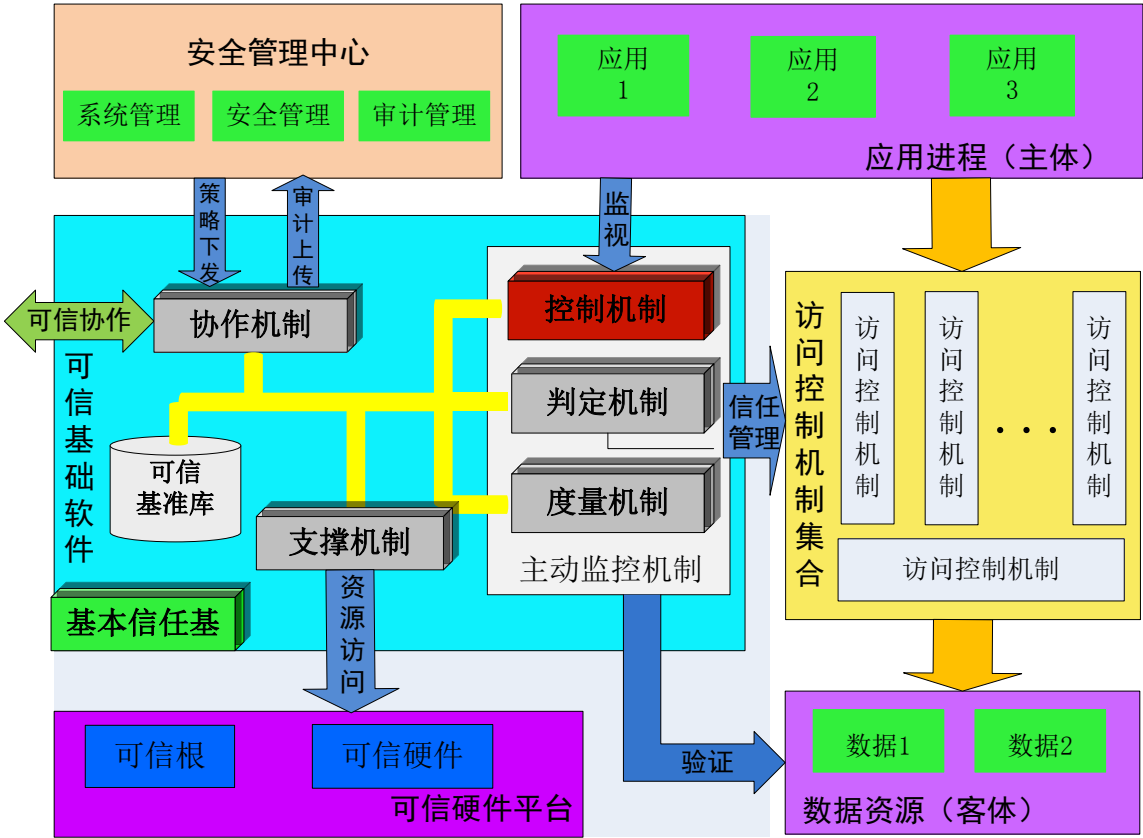 安全管理中心
系统管理
安全管理
审计管理
应用
1
应用
2
应用
3
应用进程（主体）
策略下发
审计上传
监视
可信协作
协作机制
控制机制
判定机制
度量机制
主动监控机制
可信
基准库
支撑机制
可信基础软件
基本信任基
信任
管理
访问控制机制集合
访问控制机制
访问控制机制
...
访问控制机制
访问控制机制
资源访问
可信根
可信硬件
可信硬件平台
验证
数据1
数据2
数据资源（客体）